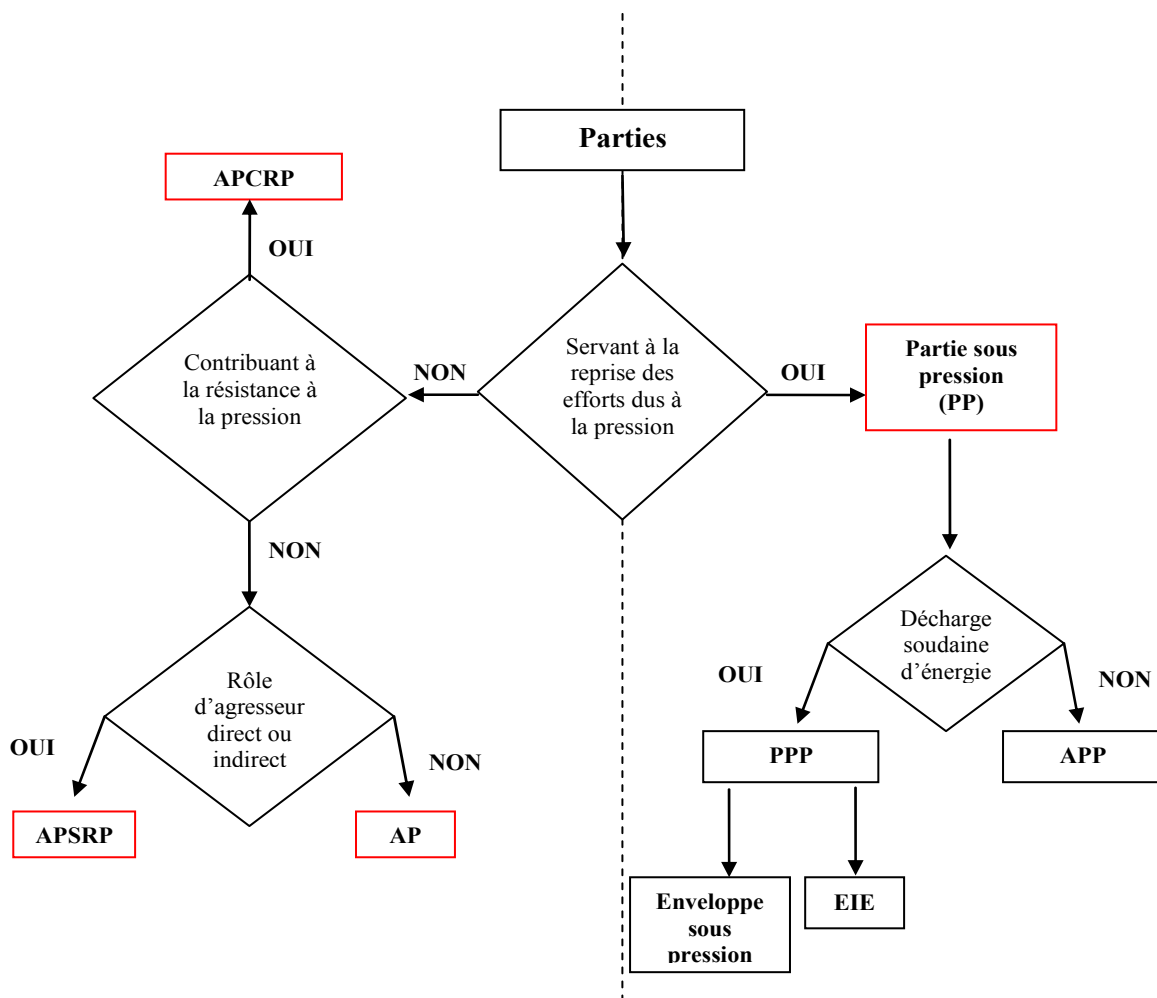 Parties
APCRP
OUI
Contribuant à
la résistance à
la pression
NON
Servant à la
reprise des
efforts dus à
la pression
OUI
Partie sous
pression
(PP)
NON
Rôle
d’agresseur
direct ou
indirect
OUI
NON
APSRP
AP
Décharge
soudaine
d’énergie
OUI
NON
PPP
APP
Enveloppe
sous
pression
EIE